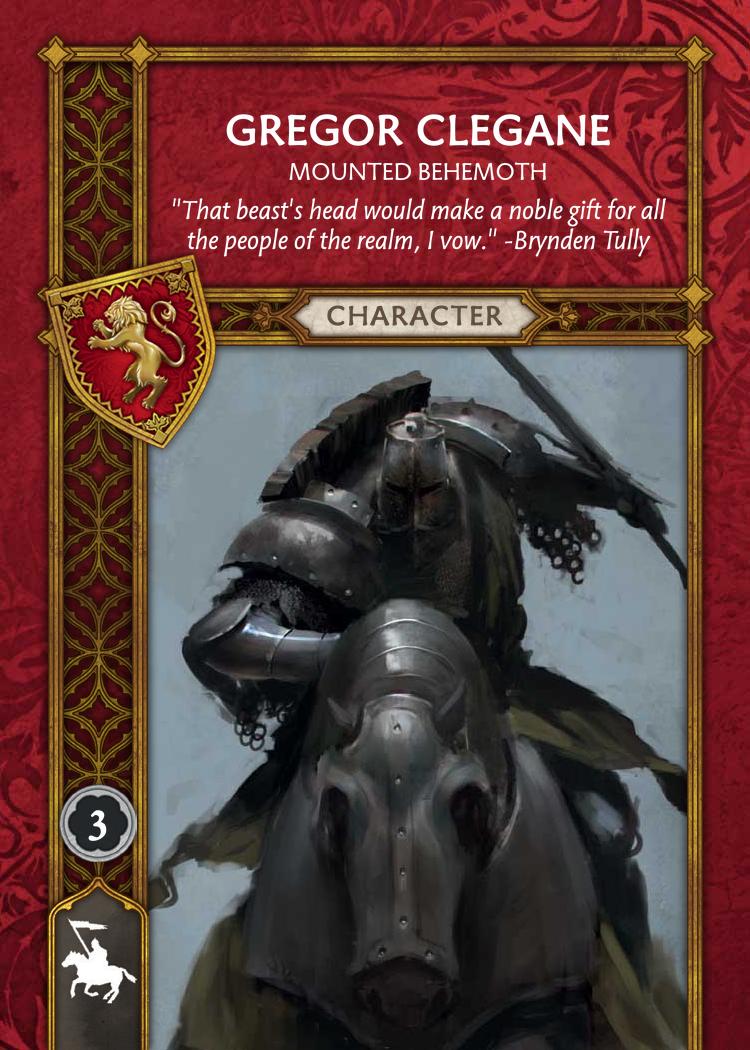 GREGOR CLEGANE
MOUNTED BEHEMOTH
"That beast's head would make a noble gift for all
the people of the realm, I vow." -Brynden Tully
CHARACTER
3